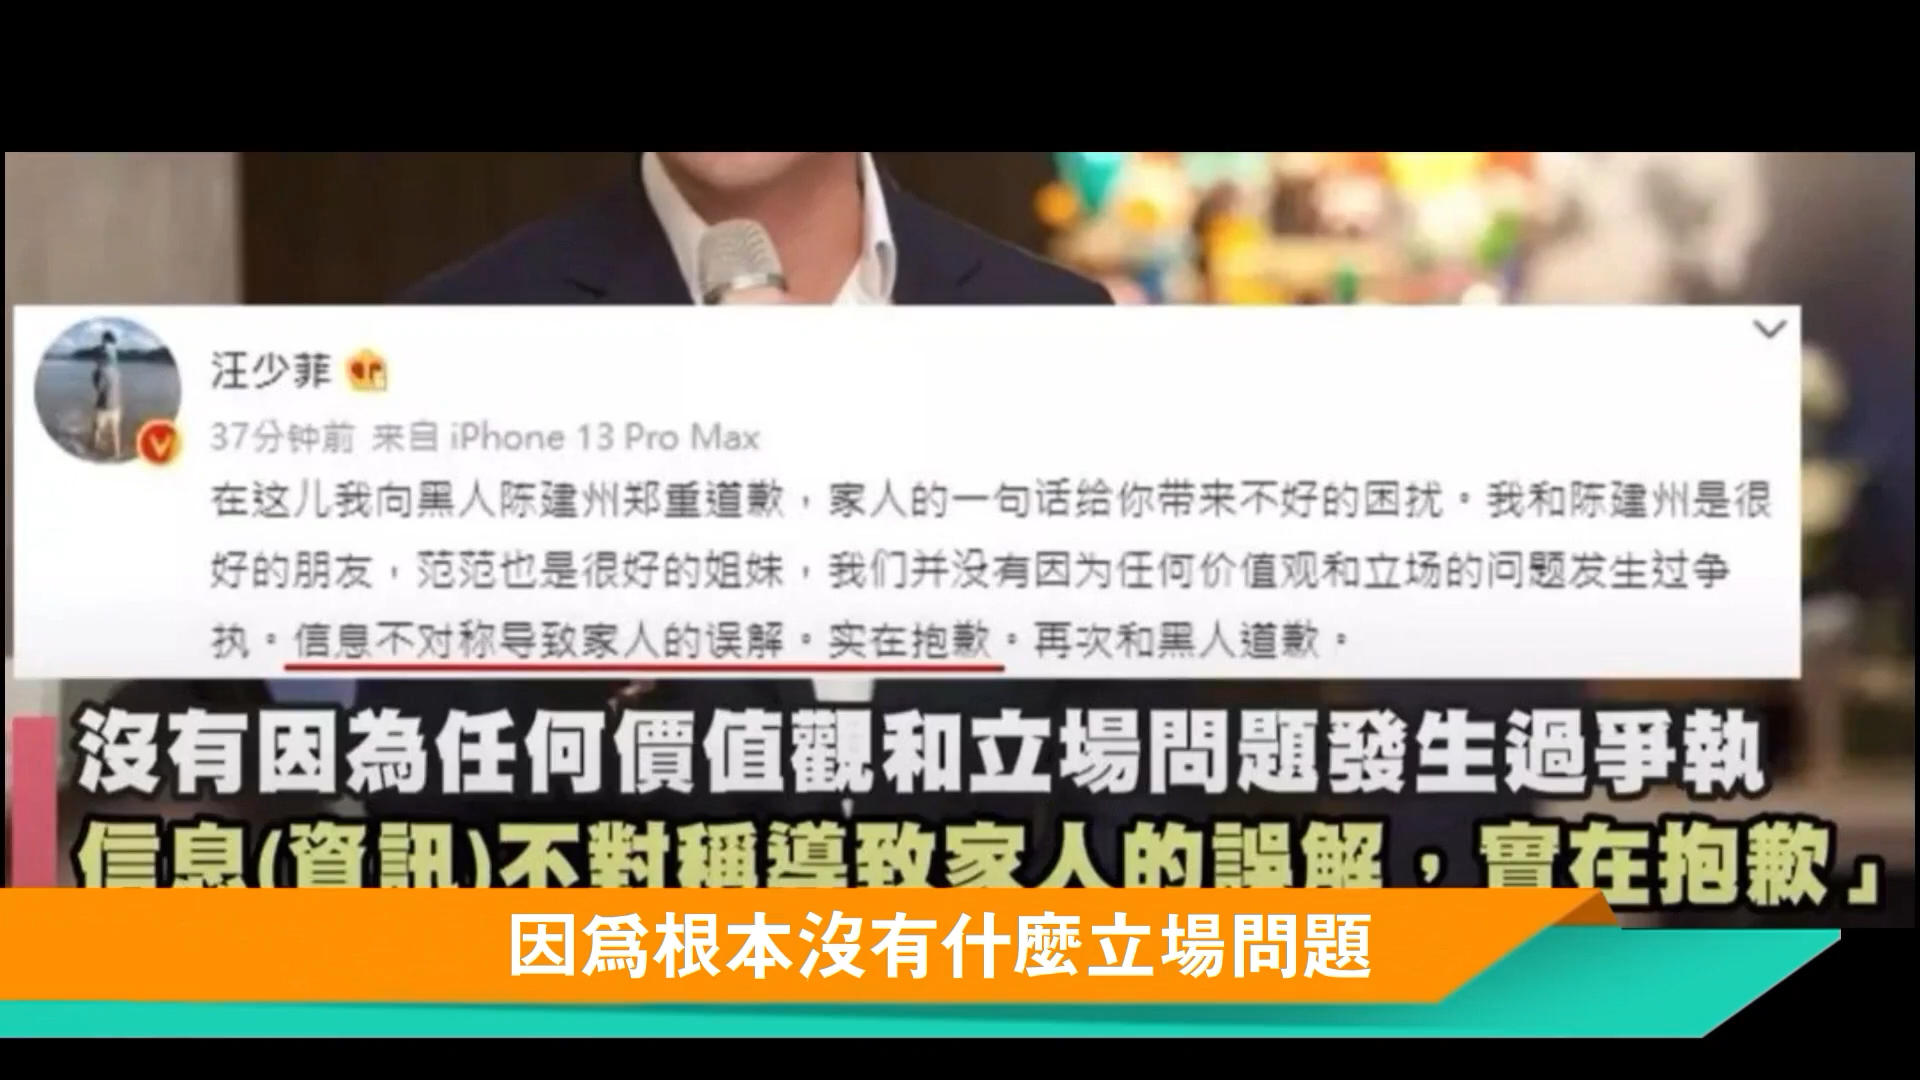 汪少菲
37分钟前 来自 iPhone 13 Pro Max
在这儿我向黑人陈建州郑重道歉，家人的一句话给你带来不好的困扰。我和陈建州是很
好的朋友，范范也是很好的姐妹，我们并没有因为任何价值观和立场的问题发生过争
执。信息不对称导致家人的误解。实在抱歉。再次和黑人道歉。
沒有因為任何價值觀和立場問題發生過爭執
信息(資訊)不對稱導致家人的誤解，實在抱歉」
因爲根本沒有什麼立場問題